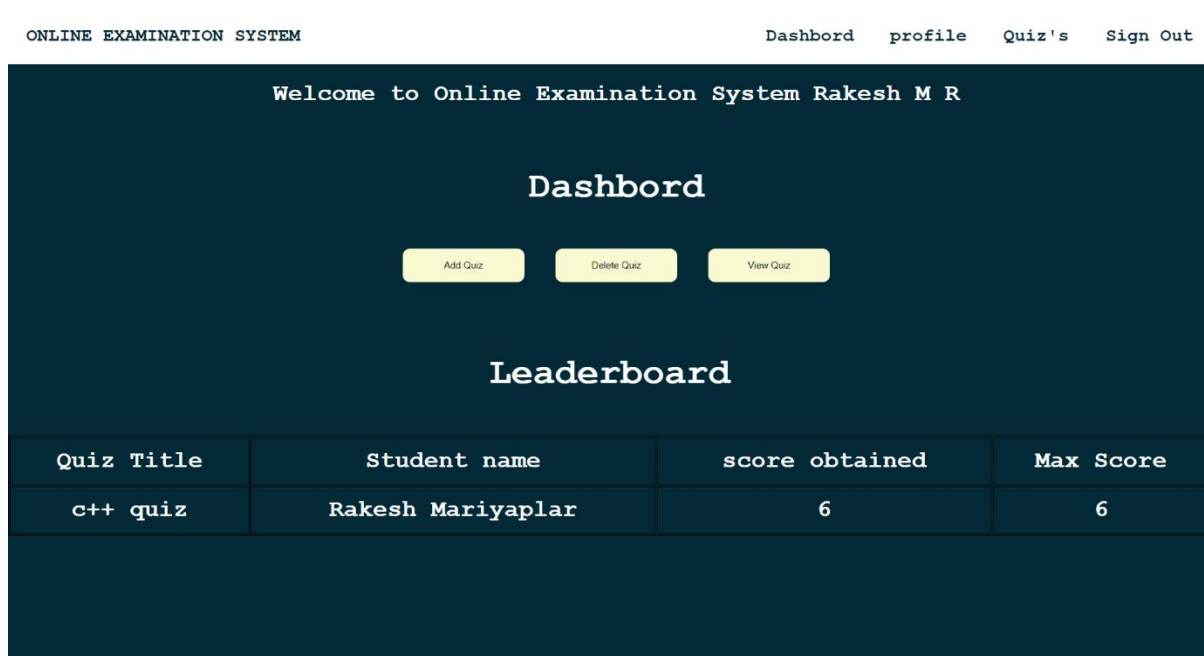 ONLINE EXAMINATION SYSTEM Dashbord profile Quiz's Sign Out
Welcome to Online Examination System Rakesh M R
Dashbord
Add Quiz Delete Quiz View Quiz
Leaderboard
Quiz Title Student name score obtained Max Score
c++ quiz Rakesh Mariyaplar 6 6